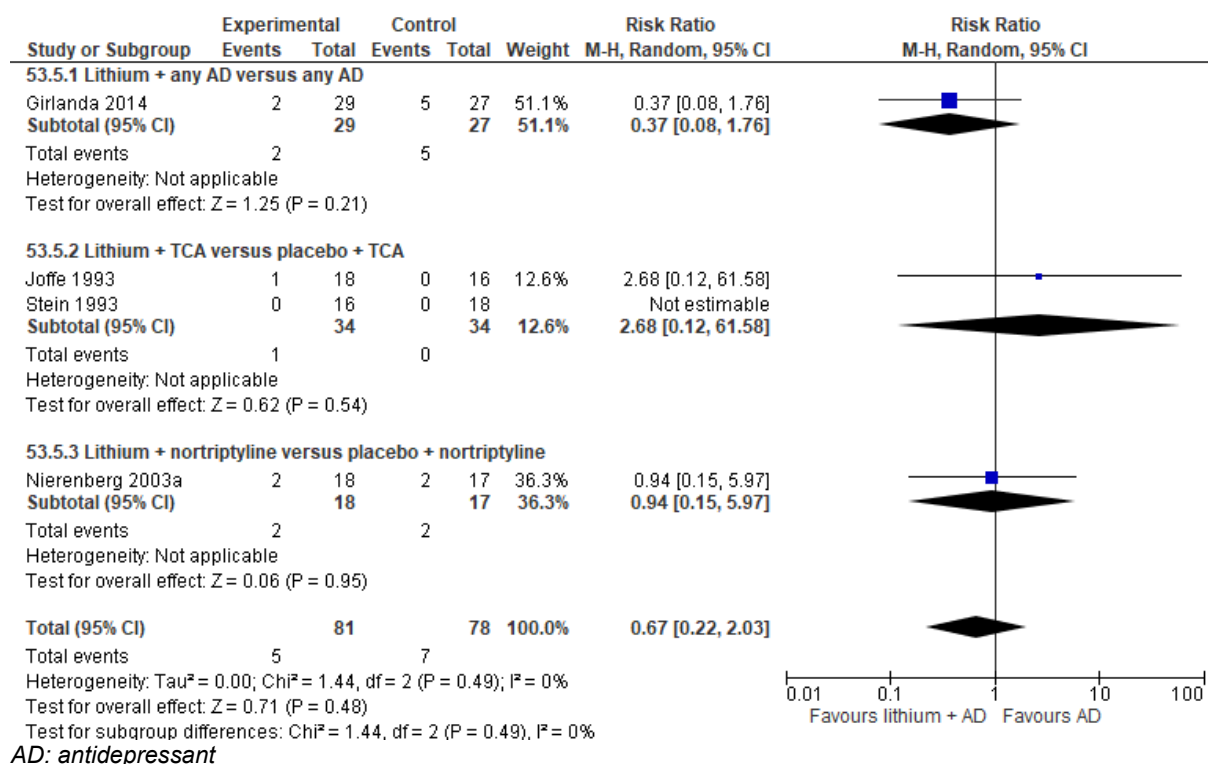 Experimental Control Risk Ratio Risk Ratio
Study or Subgroup Events Total Events Total Weight M-H, Random, 95% CI M-H, Random, 95% CI
53.5.1 Lithium + any AD versus any AD
Girlanda 2014 2 29 5 27 51.1% 0.37 [0.08, 1.76]
Subtotal (95% CI) 29 27 51.1% 0.37 [0.08, 1.76]
Total events 2 5
Heterogeneity: Not applicable
Test for overall effect: Z = 1.25 (P = 0.21)
53.5.2 Lithium + TCA versus placebo + TCA
Joffe 1993 1 18 0 16 12.6% 2.68 [0.12, 61.58]
Stein 1993 0 16 0 18 Not estimable
Subtotal (95% CI) 34 34 12.6% 2.68 [0.12, 61.58]
Total events 1 0
Heterogeneity: Not applicable
Test for overall effect: Z = 0.62 (P = 0.54)
53.5.3 Lithium + nortriptyline versus placebo + nortriptyline
Nierenberg 2003a 2 18 2 17 36.3% 0.94 [0.15, 5.97]
Subtotal (95% CI) 18 17 36.3% 0.94 [0.15, 5.97]
Total events 2 2
Heterogeneity: Not applicable
Test for overall effect: Z = 0.06 (P = 0.95)
Total (95% CI) 81 78 100.0% 0.67 [0.22, 2.03]
Total events 5 7
Heterogeneity: Tau² = 0.00; Chi² = 1.44, df = 2 (P = 0.49); I² = 0%
Test for overall effect: Z = 0.71 (P = 0.48)
Test for subgroup differences: Chi² = 1.44, df = 2 (P = 0.49), I² = 0%
0.01 0.1 1 10 100
Favours lithium + AD Favours AD
AD: antidepressant